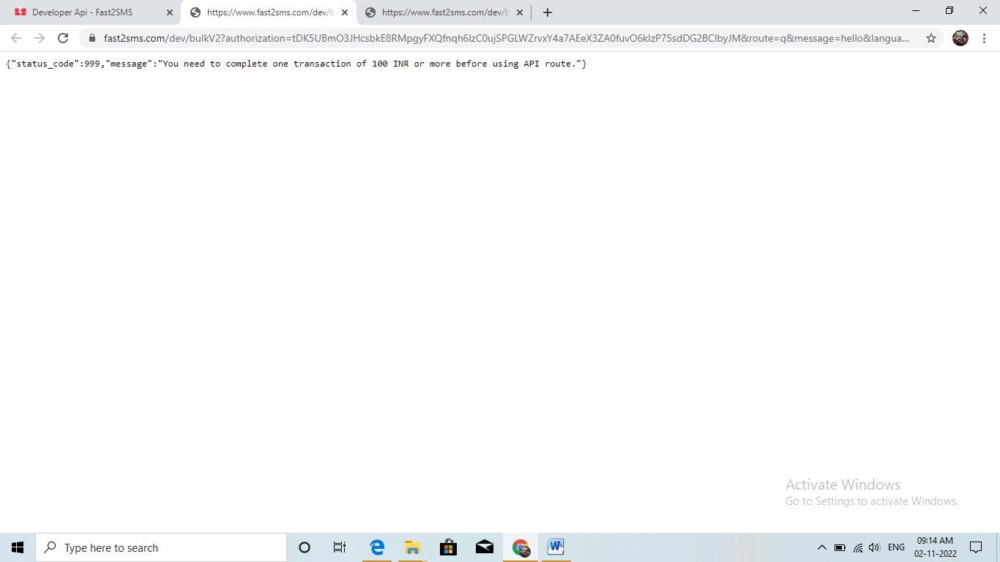 Developer Api - Fast2SMS
https://www.fast2sms.com/dev/b
https://www.fast2sms.com/dev/b
fast2sms.com/dev/bulkV2?authorization=tDK5UBmO3JHcsbkE8RMpgyFXQfnqh6IzC0ujSPGLWZrvxY4a7AEeX3ZA0fuvO6kIzP75sdDG2BCIbyJM&route=q&message=hello&langua...
{"status_code":999,"message":"You need to complete one transaction of 100 INR or more before using API route."}
Activate Windows
Go to Settings to activate Windows.
Type here to search
ENG
09:14 AM
02-11-2022